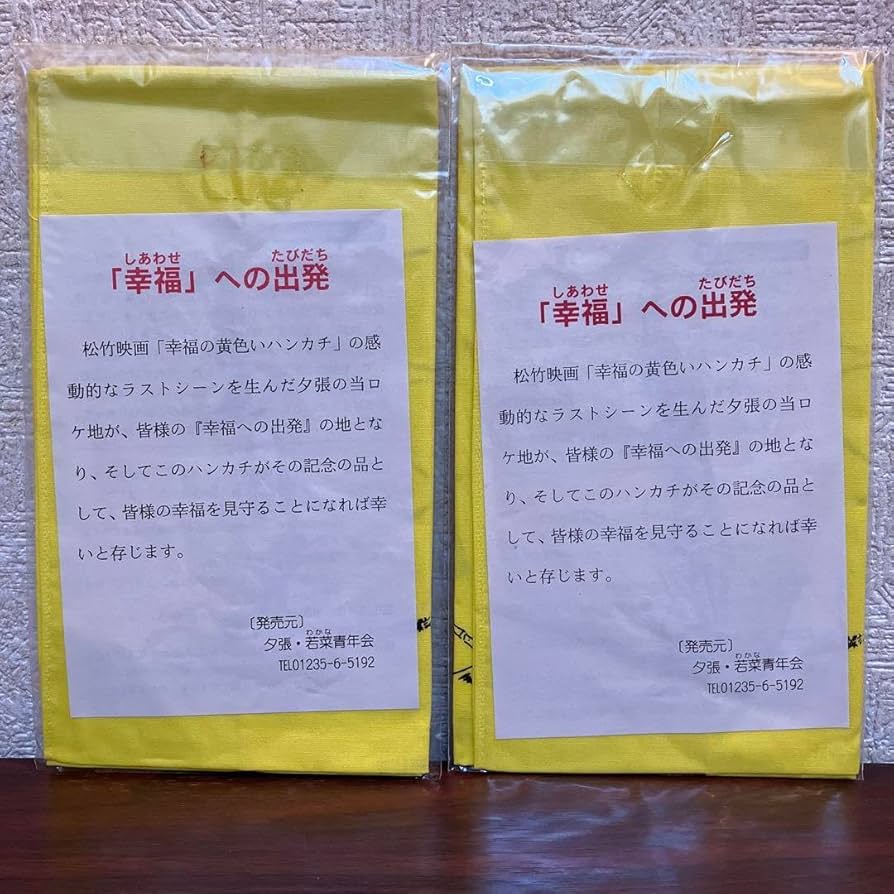 しあわせ たびだち
「幸福」への出発
松竹映画「幸福の黄色いハンカチ」の感
動的なラストシーンを生んだ夕張の当ロ
ケ地が、皆様の『幸福への出発』の地とな
り、そしてこのハンカチがその記念の品と
して、皆様の幸福を見守ることになれば幸
いと存じます。
〔発売元〕
わかな
夕張・若菜青年会
TEL01235-6-5192
しあわせ たびだち
「幸福」への出発
松竹映画「幸福の黄色いハンカチ」の感
動的なラストシーンを生んだ夕張の当ロ
ケ地が、皆様の『幸福への出発』の地とな
り、そしてこのハンカチがその記念の品と
して、皆様の幸福を見守ることになれば幸
いと存じます。
〔発売元〕
わかな
夕張・若菜青年会
TEL01235-6-5192